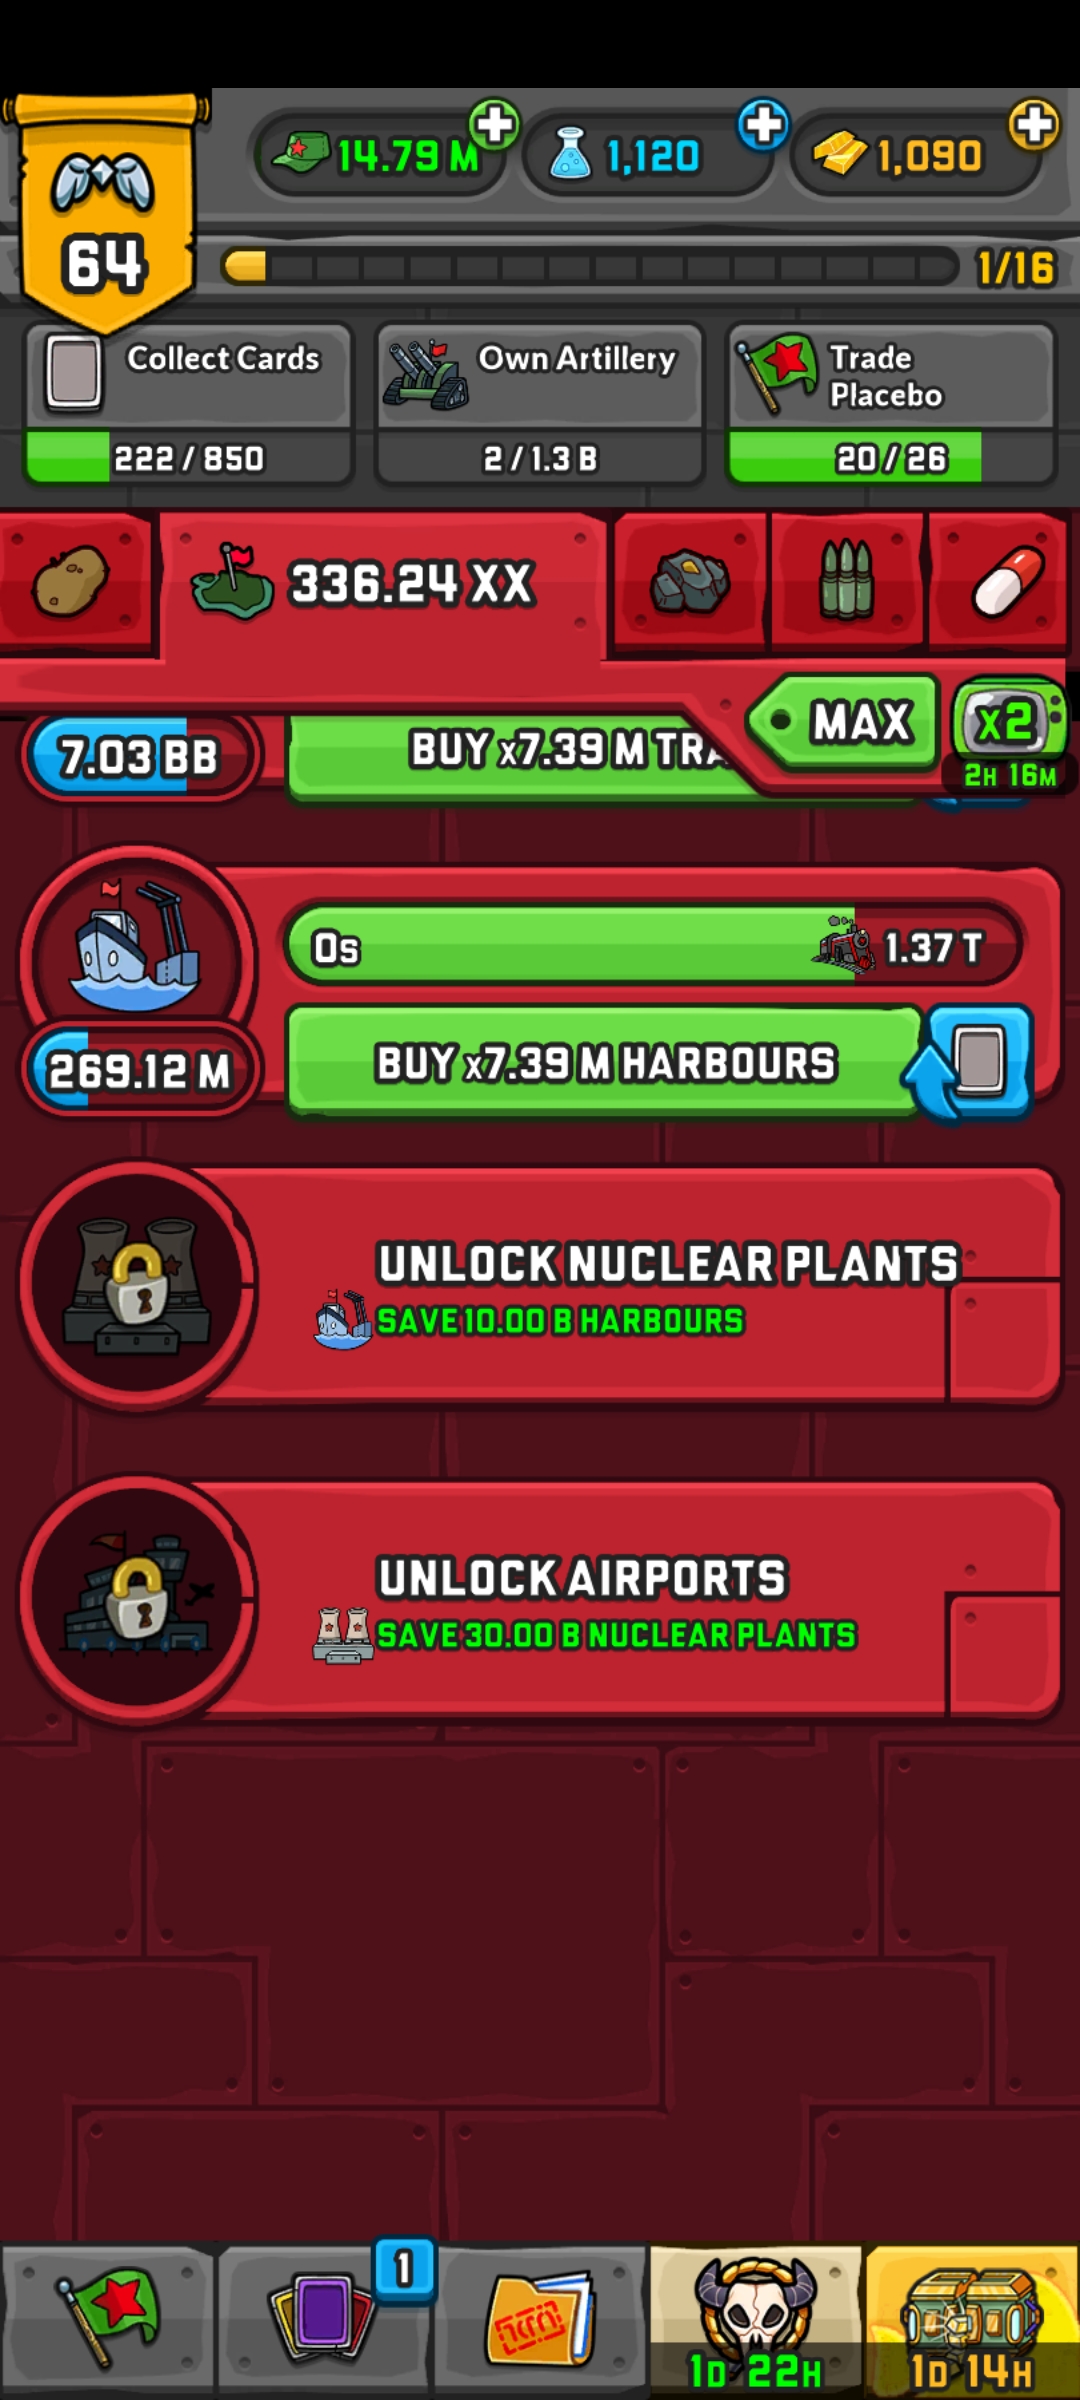 14.79 M
1,120
1,090
64
1/16
Collect Cards
222 / 850
Own Artillery
2 / 1.3 B
Trade
Placebo
20 / 26
336.24 XX
MAX
x2
2H 16M
7.03 BB
BUY x7.39 M TRA
0s
1.37 T
269.12 M
BUY x7.39 M HARBOURS
UNLOCK NUCLEAR PLANTS
SAVE 10.00 B HARBOURS
UNLOCK AIRPORTS
SAVE 30.00 B NUCLEAR PLANTS
1
1D 22H
1D 14H